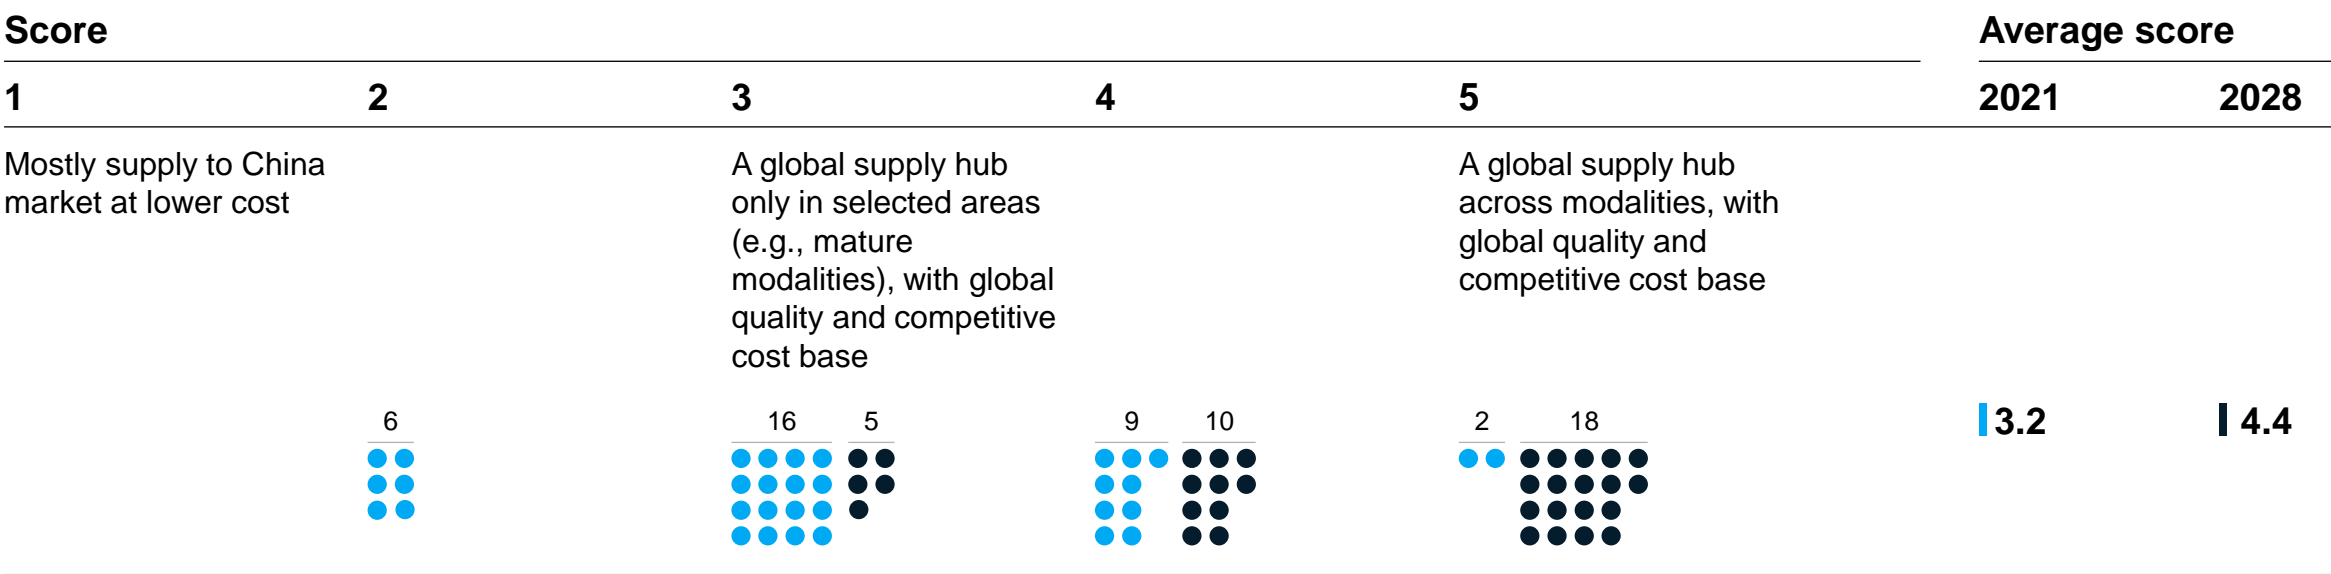 Score
Average score
1 2 3 4 5 2021 2028
Mostly supply to China
market at lower cost
A global supply hub
only in selected areas
(e.g., mature
modalities), with global
quality and competitive
cost base
A global supply hub
across modalities, with
global quality and
competitive cost base
6 16 5 9 10 2 18
3.2 4.4